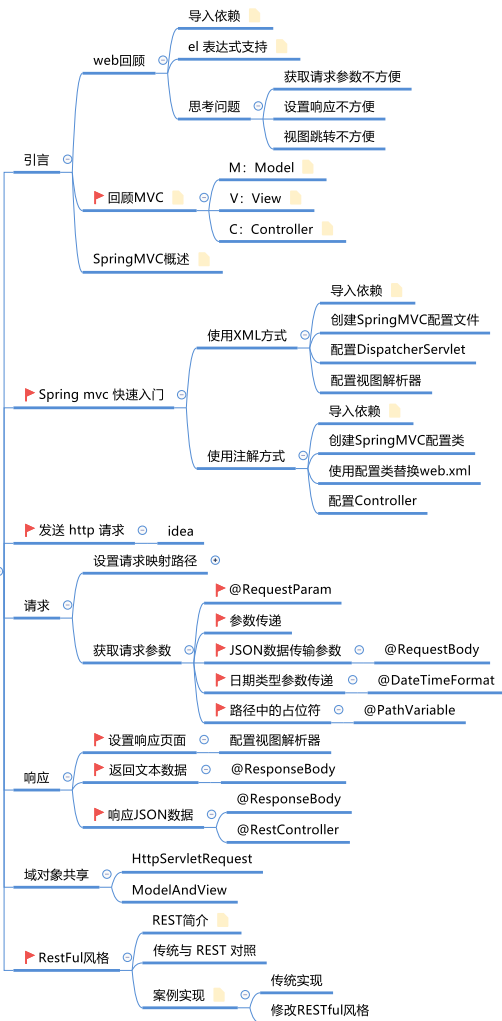 导入依赖
web回顾
el 表达式支持
获取请求参数不方便
思考问题
设置响应不方便
视图跳转不方便
引言
M：Model
回顾MVC
V：View
C：Controller
SpringMVC概述
导入依赖
使用XML方式
创建SpringMVC配置文件
配置DispatcherServlet
配置视图解析器
Spring mvc 快速入门
导入依赖
创建SpringMVC配置类
使用注解方式
使用配置类替换web.xml
配置Controller
发送 http 请求
idea
设置请求映射路径
请求
@RequestParam
参数传递
获取请求参数
JSON数据传输参数
@RequestBody
日期类型参数传递
@DateTimeFormat
路径中的占位符
@PathVariable
设置响应页面
配置视图解析器
响应
返回文本数据
@ResponseBody
响应JSON数据
@ResponseBody
@RestController
域对象共享
HttpServletRequest
ModelAndView
REST简介
RestFul风格
传统与 REST 对照
案例实现
传统实现
修改RESTful风格